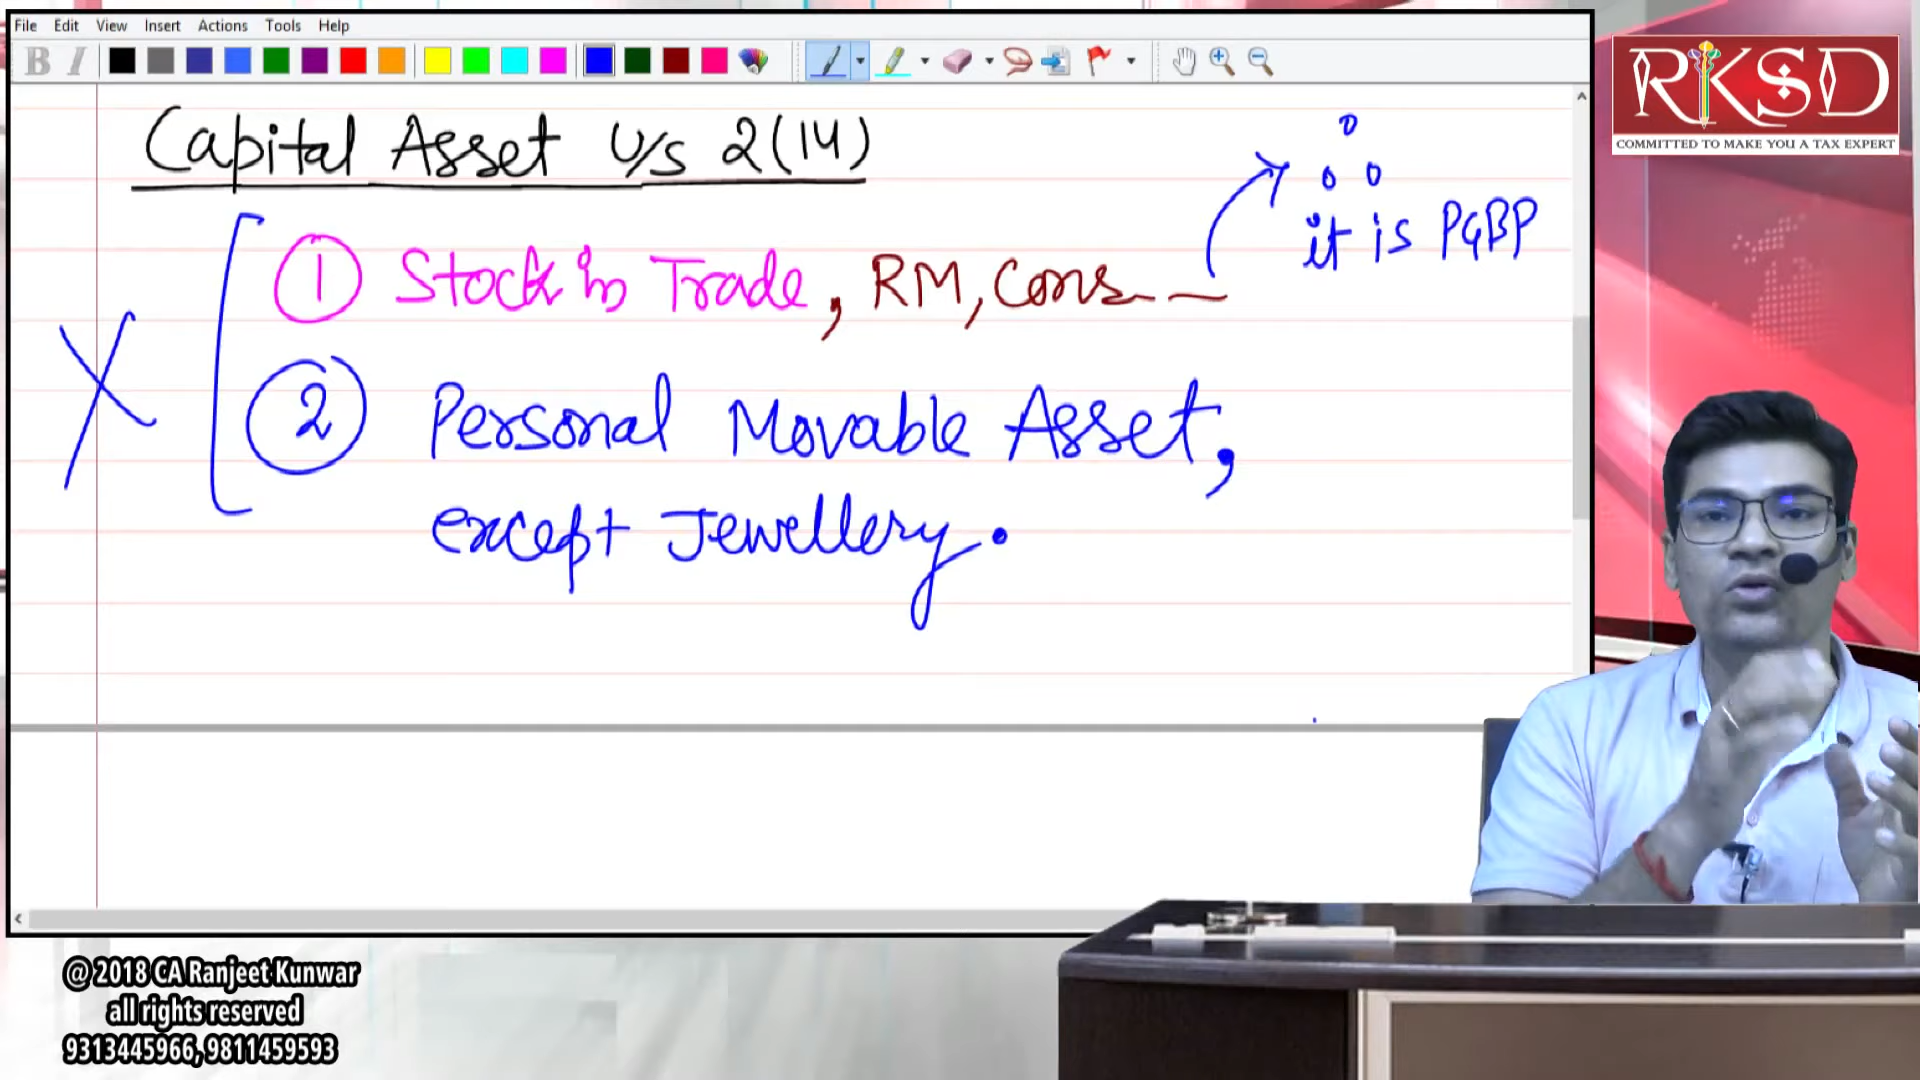 File Edit View Insert Actions Tools Help
B I
RKSD
COMMITTED TO MAKE YOU A TAX EXPERT
Capital Asset U/s 2(14)
it is PGBP
① Stock in Trade, RM, Cons
② Personal Movable Asset,
except Jewellery.
X
@ 2018 CA Ranjeet Kunwar
all rights reserved
9313445966, 9811459593